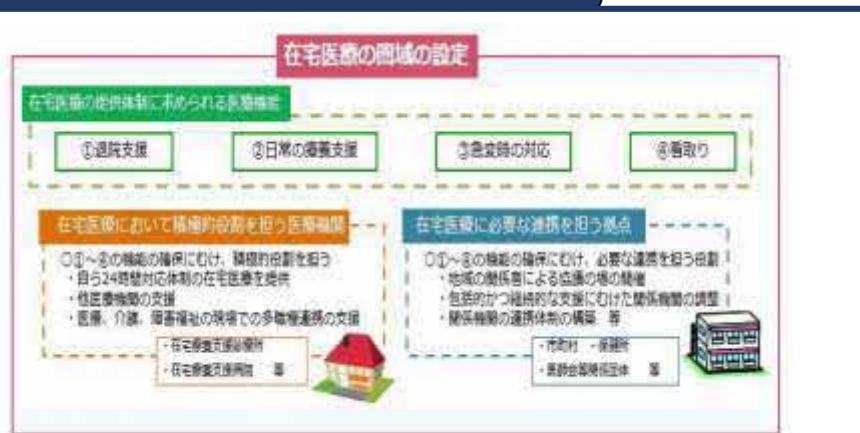 在宅医療の圏域の設定
在宅医療の提供体制に求められる医療機能
①退院支援
②日常の療養支援
③急変時の対応
④看取り
在宅医療において積極的役割を担う医療機関
○①～④の機能の確保にむけ、積極的役割を担う
・自ら24時間対応体制の在宅医療を提供
・他医療機関の支援
・医療、介護、障害福祉の現場での多職種連携の支援
・在宅療養支援診療所
・在宅療養支援病院 等
在宅医療に必要な連携を担う拠点
○①～④の機能の確保にむけ、必要な連携を担う役割
・地域の関係者による協議の場の開催
・包括的かつ継続的な支援にむけた関係機関の調整
・関係機関の連携体制の構築 等
・市町村 ・保健所
・医師会等関係団体 等